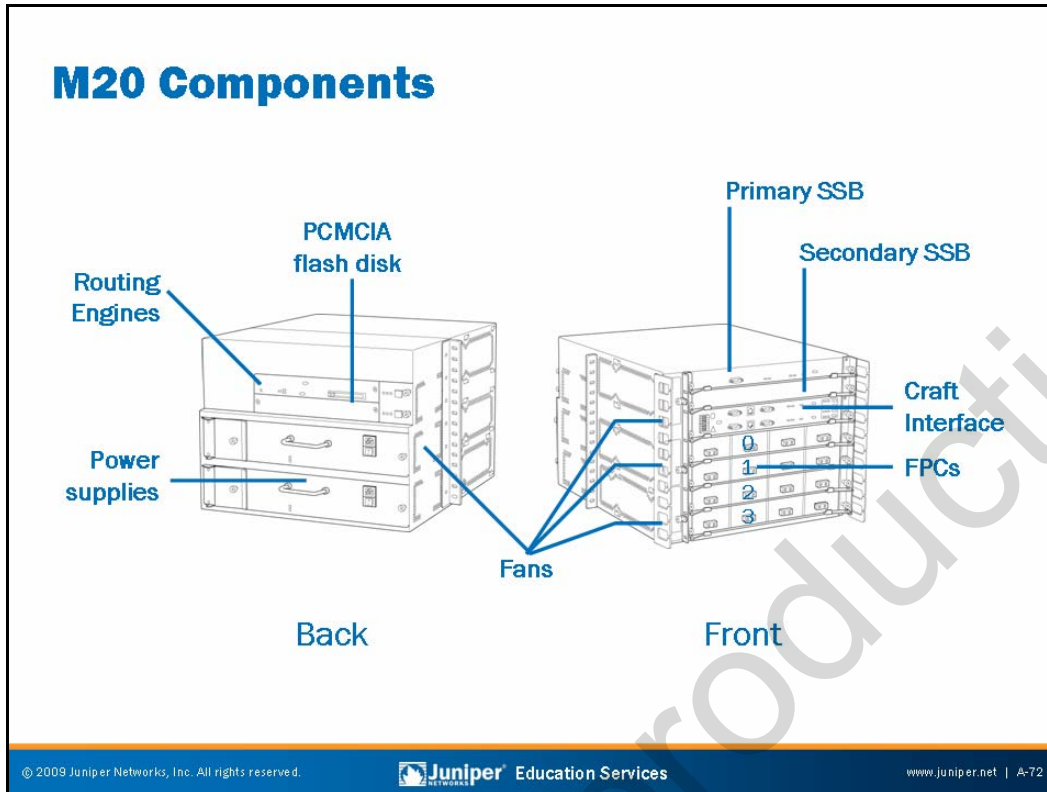 M20 Components
Primary SSB
PCMCIA
flash disk
Secondary SSB
Routing
Engines
Craft
Interface
0
1
2
3
FPCs
Power
supplies
Fans
Back
Front
© 2009 Juniper Networks, Inc. All rights reserved.
Juniper NETWORKS Education Services
www.juniper.net | A-72